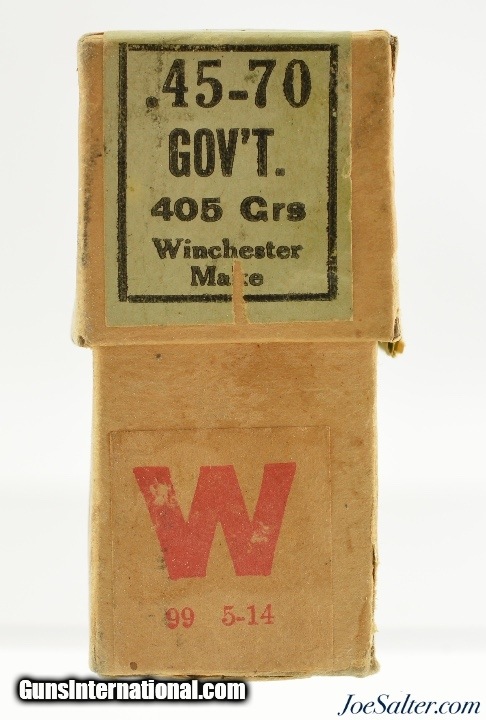 .45-70
GOV'T.
405 Grs
Winchester
Make
W
99 5-14
GunsInternational.com
JoeSalter.com